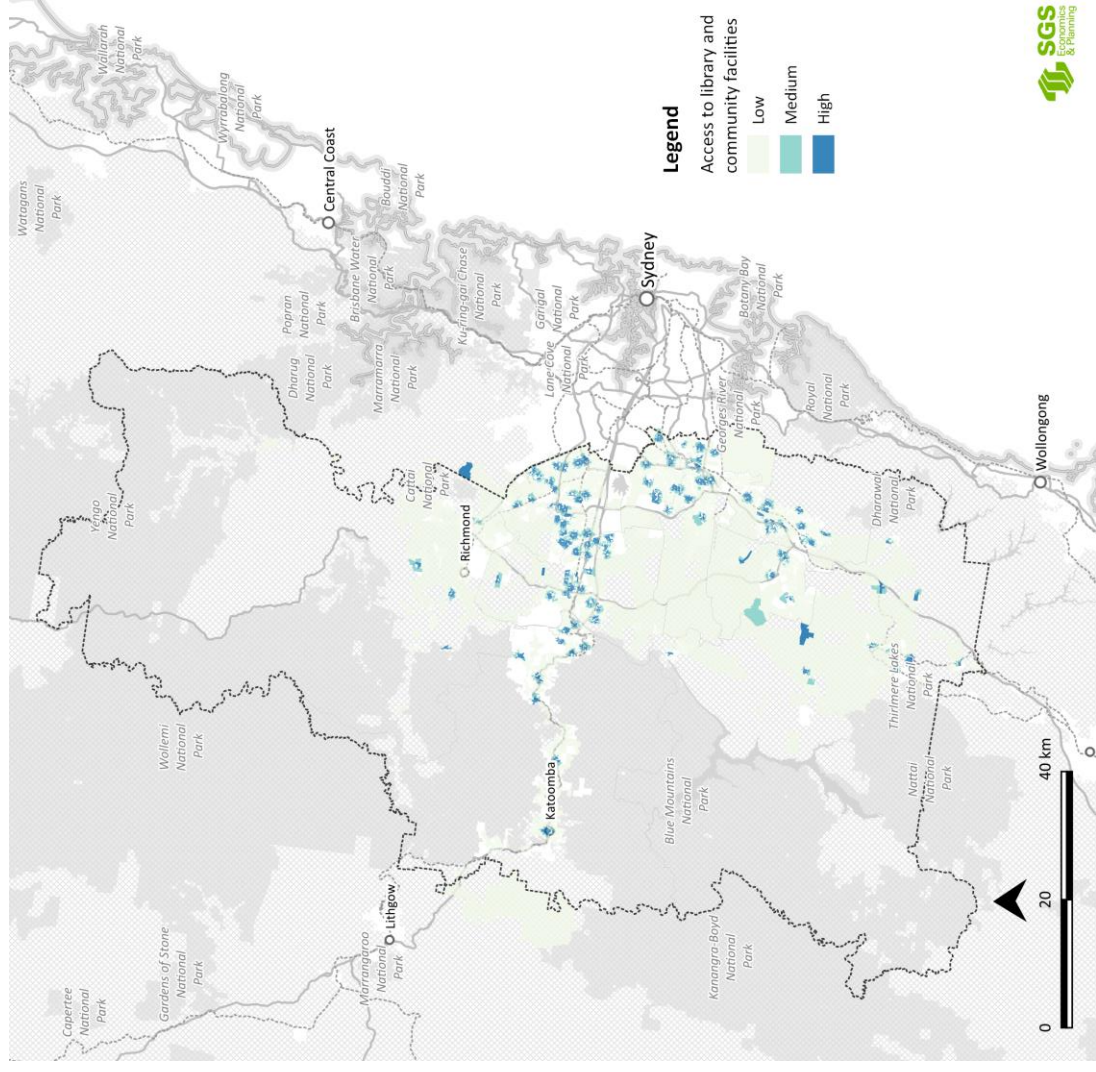 Wallarah
National
Park
Watagans
National
Park
Wyrrabalong
National
Park
Capertee
National
Park
Central Coast
Yengo
National
Park
Popran
National
Park
Bouddi
National
Park
Gardens of Stone
National
Park
Wollemi
National
Park
Dharug
National
Park
Brisbane Water
National
Park
Marramarra
National
Park
Ku-ring-gai Chase
National
Park
Lithgow
Marrangaroo
National
Park
Cattai
National
Park
Richmond
Garigal
National
Park
Lane Cove
National
Park
Katoomba
Sydney
Blue Mountains
National
Park
Botany Bay
National
Park
Georges River
National
Park
Kanangra-Boyd
National
Park
Royal
National
Park
Dharawal
National
Park
Thirlmere Lakes
National
Park
Nattai
National
Park
Wollongong
Legend
Access to library and
community facilities
Low
Medium
High
0 20 40 km
SGS
Economics
& Planning